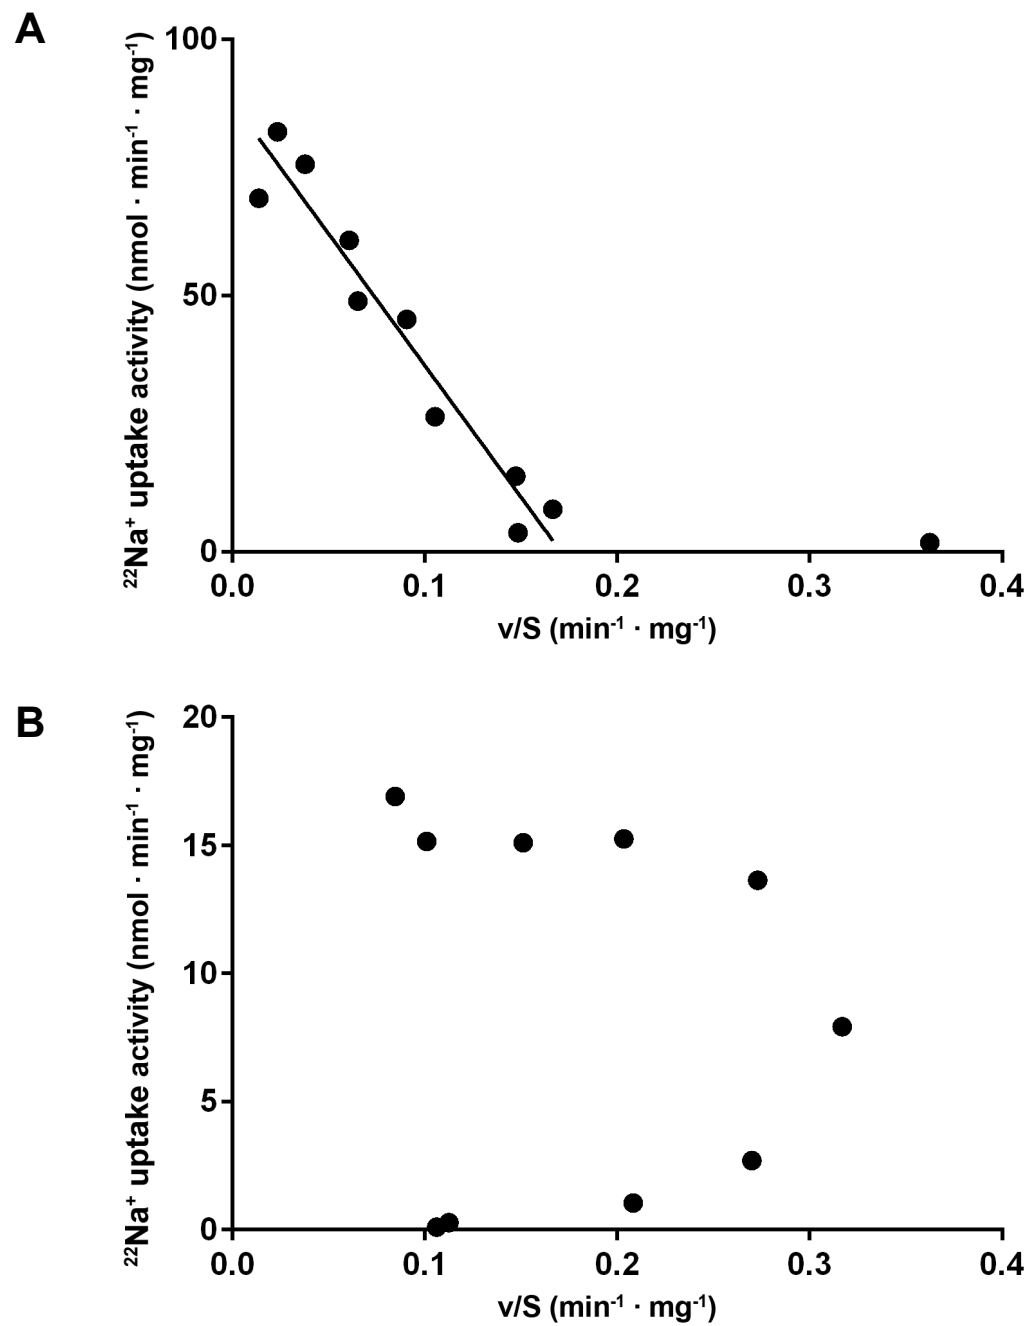 A
²²Na⁺ uptake activity (nmol · min⁻¹ · mg⁻¹)
100
50
0
0.0 0.1 0.2 0.3 0.4
v/S (min⁻¹ · mg⁻¹)
B
²²Na⁺ uptake activity (nmol · min⁻¹ · mg⁻¹)
20
15
10
5
0
0.0 0.1 0.2 0.3 0.4
v/S (min⁻¹ · mg⁻¹)